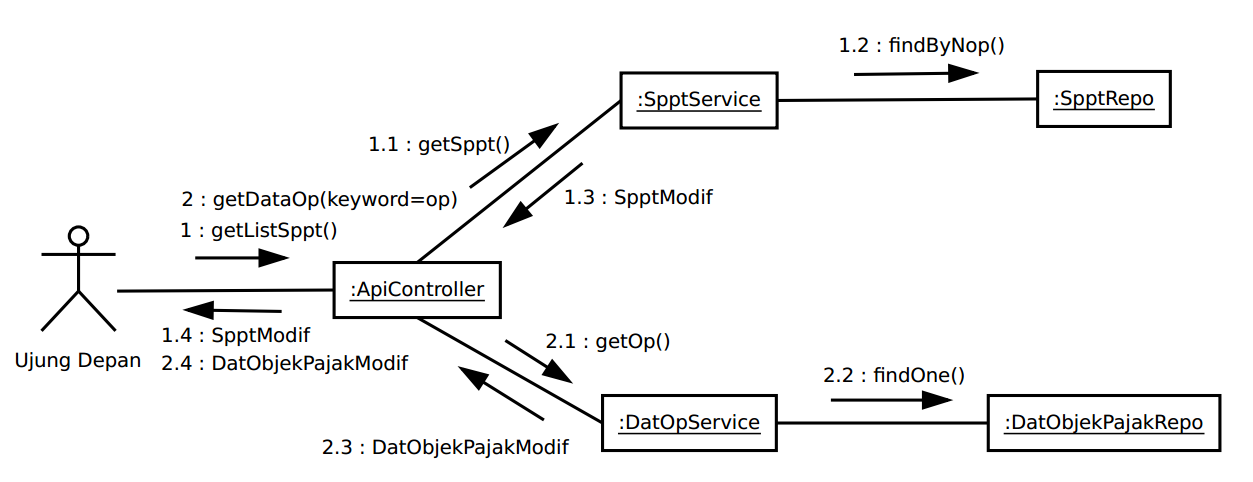 1.2 : findByNop()
:SpptService
:SpptRepo
1.1 : getSppt()
2 : getDataOp(keyword=op)
1.3 : SpptModif
1 : getListSppt()
:ApiController
1.4 : SpptModif
2.1 : getOp()
Ujung Depan
2.4 : DatObjekPajakModif
2.2 : findOne()
:DatOpService
:DatObjekPajakRepo
2.3 : DatObjekPajakModif